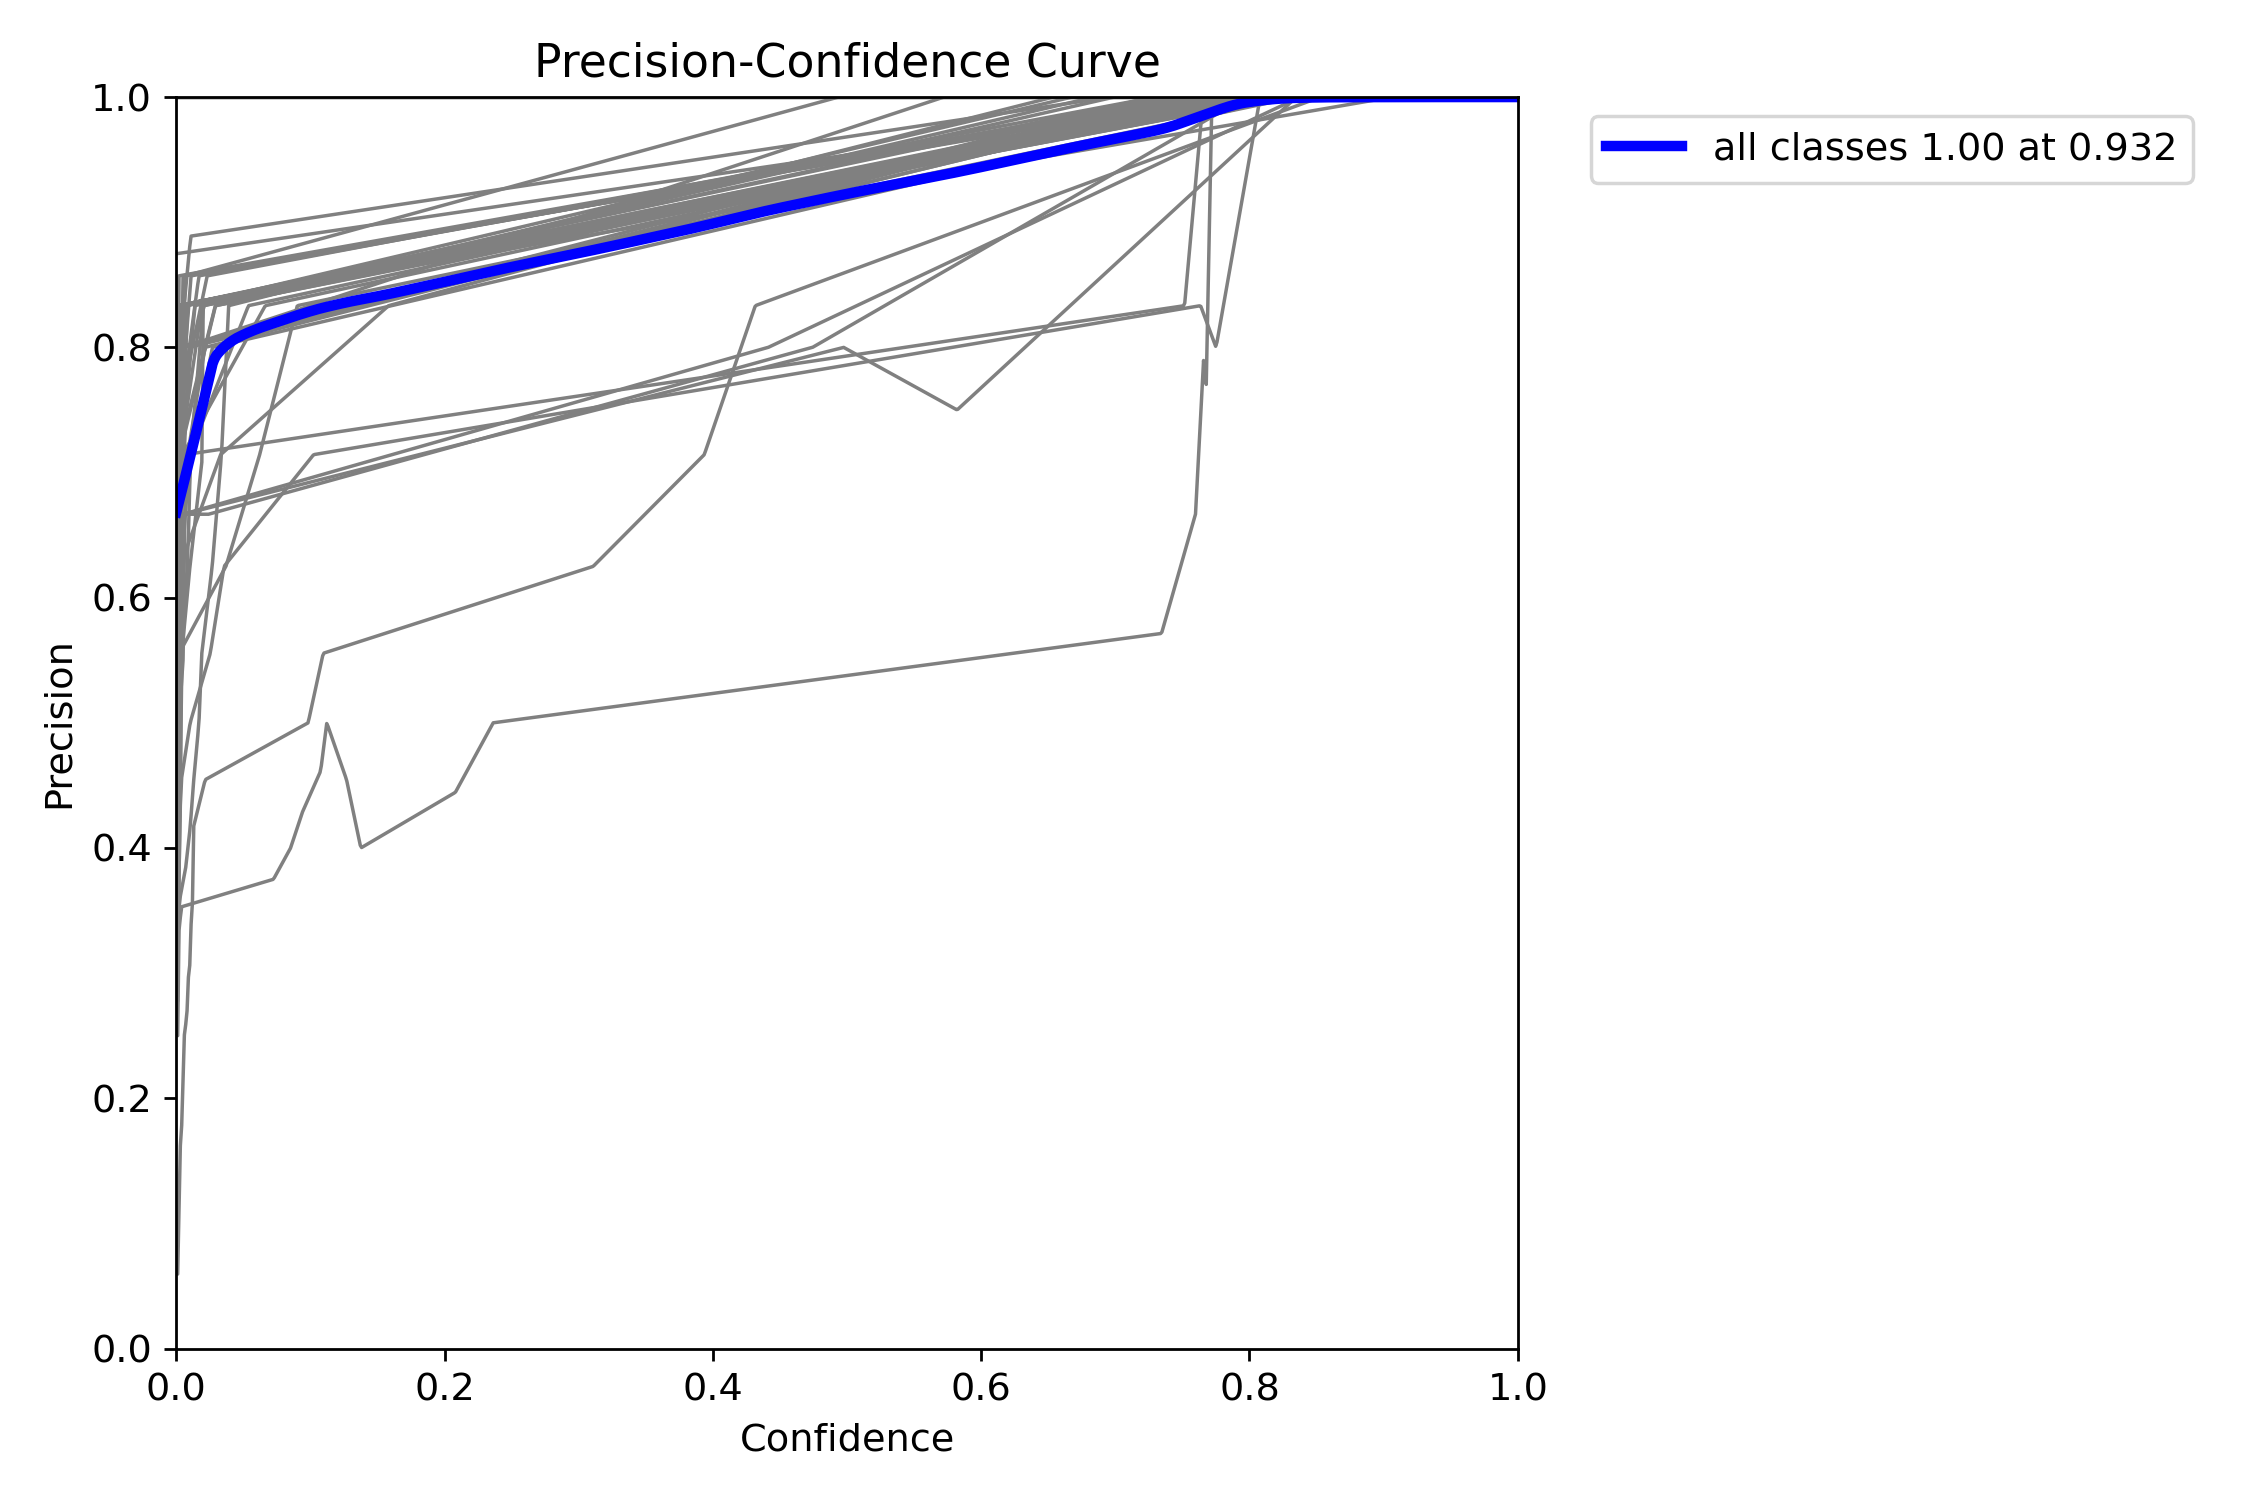 Precision-Confidence Curve
1.0
0.8
0.6
0.4
0.2
0.0
Precision
0.0 0.2 0.4 0.6 0.8 1.0
Confidence
all classes 1.00 at 0.932